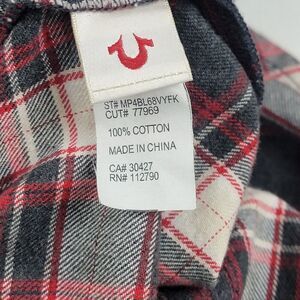 ST# MP4BL68VYFK
CUT# 77969
100% COTTON
MADE IN CHINA
CA# 30427
RN# 112790